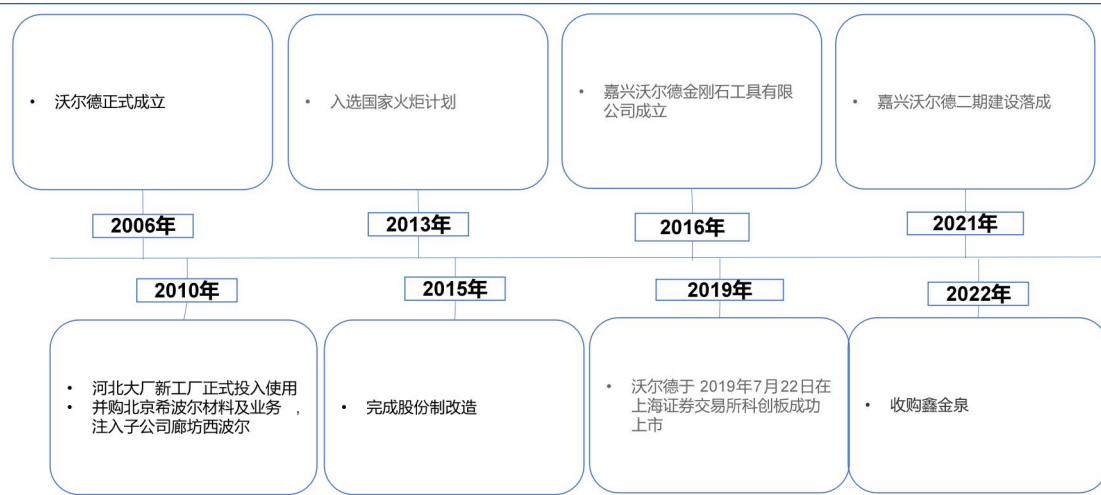 • 沃尔德正式成立
• 入选国家火炬计划
• 嘉兴沃尔德金刚石工具有限
公司成立
• 嘉兴沃尔德二期建设落成
2006年
2013年
2016年
2021年
2010年
2015年
2019年
2022年
• 河北大厂新工厂正式投入使用
• 并购北京希波尔材料及业务，
注入子公司廊坊西波尔
• 完成股份制改造
• 沃尔德于 2019年7月22日在
上海证券交易所科创板成功
上市
• 收购鑫金泉